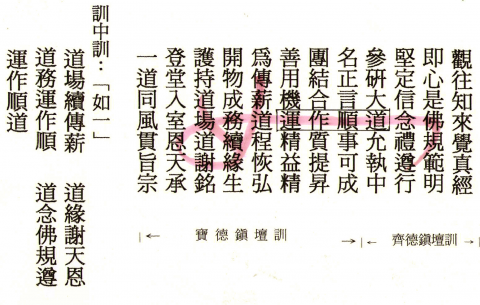 觀往知來覺真經
即心是佛規範明
堅定信念禮遵行
參研大道允執中
名正言順事可成
團結合作質提昇
善用機運精益精
為傳薪道程恢弘
開物成務續緣生
護持道場道謝銘
登堂入室恩天承
一道同風貫旨宗
齊德鎮壇訓
寶德鎮壇訓
訓中訓：「如一」
道場續傳薪 道緣謝天恩
道務運作順 道念佛規遵
運作順道